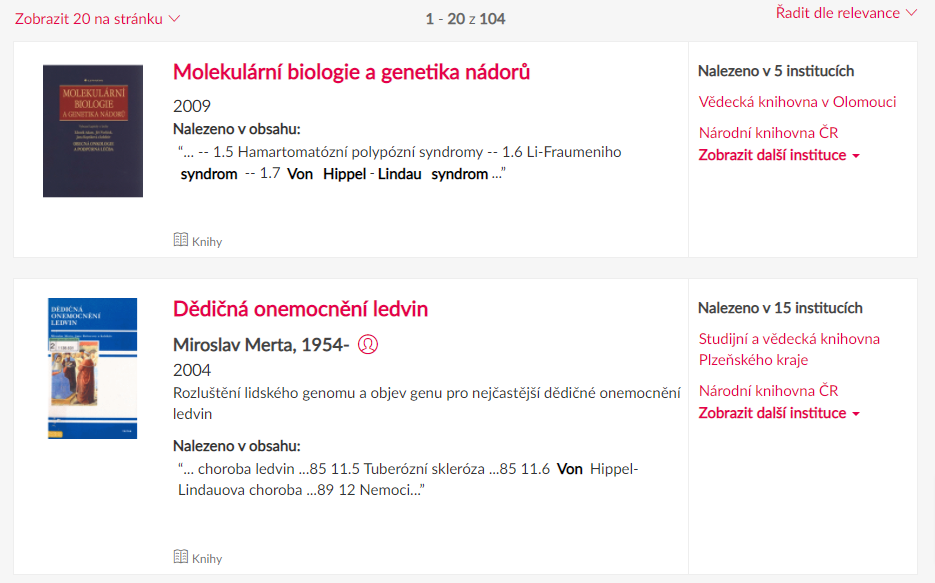 Zobrazit 20 na stránku
1 - 20 z 104
Řadit dle relevance
MOLEKULÁRNÍ
BIOLOGIE
A GENETIKA NÁDORŮ
Molekulární biologie a genetika nádorů
2009
Nalezeno v obsahu:
“... -- 1.5 Hamartomatózní polypózní syndromy -- 1.6 Li-Fraumeniho
syndrom -- 1.7 Von Hippel - Lindau syndrom ...”
Knihy
Nalezeno v 5 institucích
Vědecká knihovna v Olomouci
Národní knihovna ČR
Zobrazit další instituce
DĚDIČNÁ
ONEMOCNĚNÍ
LEDVIN
Dědičná onemocnění ledvin
Miroslav Merta, 1954-
2004
Rozluštění lidského genomu a objev genu pro nejčastější dědičné onemocnění
ledvin
Nalezeno v obsahu:
“... choroba ledvin ...85 11.5 Tuberózní skleróza ...85 11.6 Von Hippel-
Lindauova choroba ...89 12 Nemoci...”
Knihy
Nalezeno v 15 institucích
Studijní a vědecká knihovna
Plzeňského kraje
Národní knihovna ČR
Zobrazit další instituce